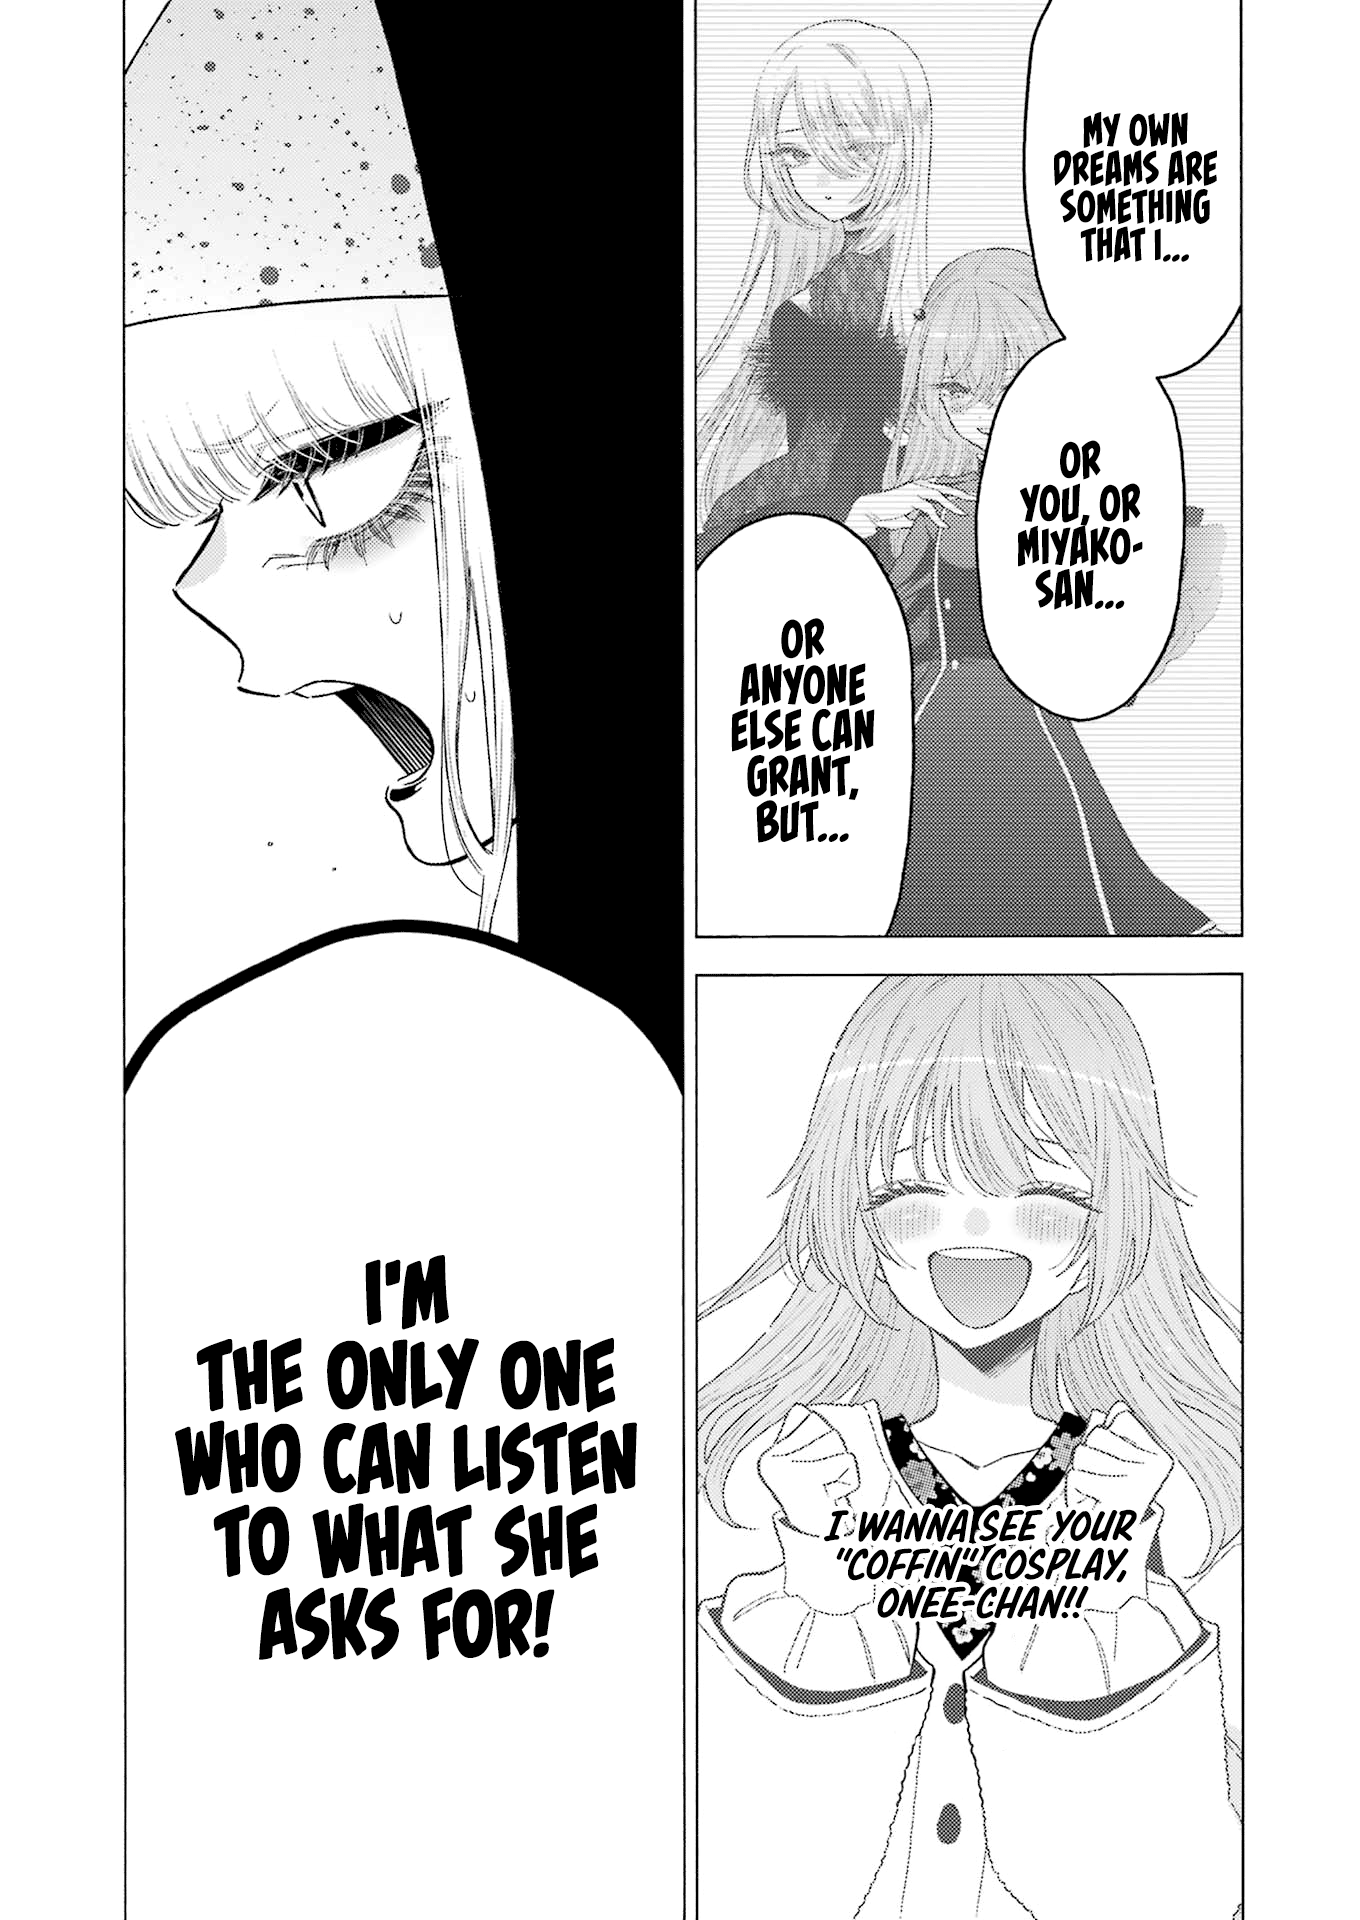 MY OWN
DREAMS ARE
SOMETHING
THAT I...
OR
YOU, OR
MIYAKO-
SAN...
OR
ANYONE
ELSE CAN
GRANT,
BUT...
I WANNA SEE YOUR
"COFFIN" COSPLAY,
ONEE-CHAN!!
I'M
THE ONLY ONE
WHO CAN LISTEN
TO WHAT SHE
ASKS FOR!